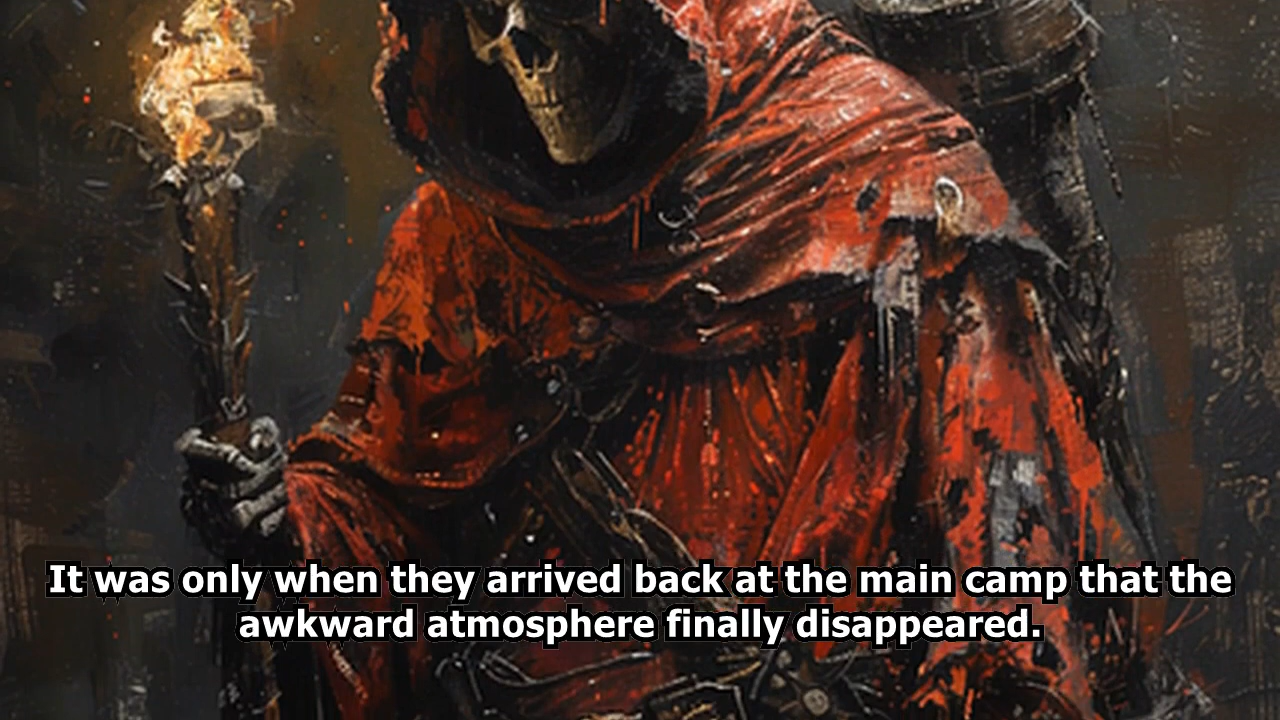 It was only when they arrived back at the main camp that the
awkward atmosphere finally disappeared.